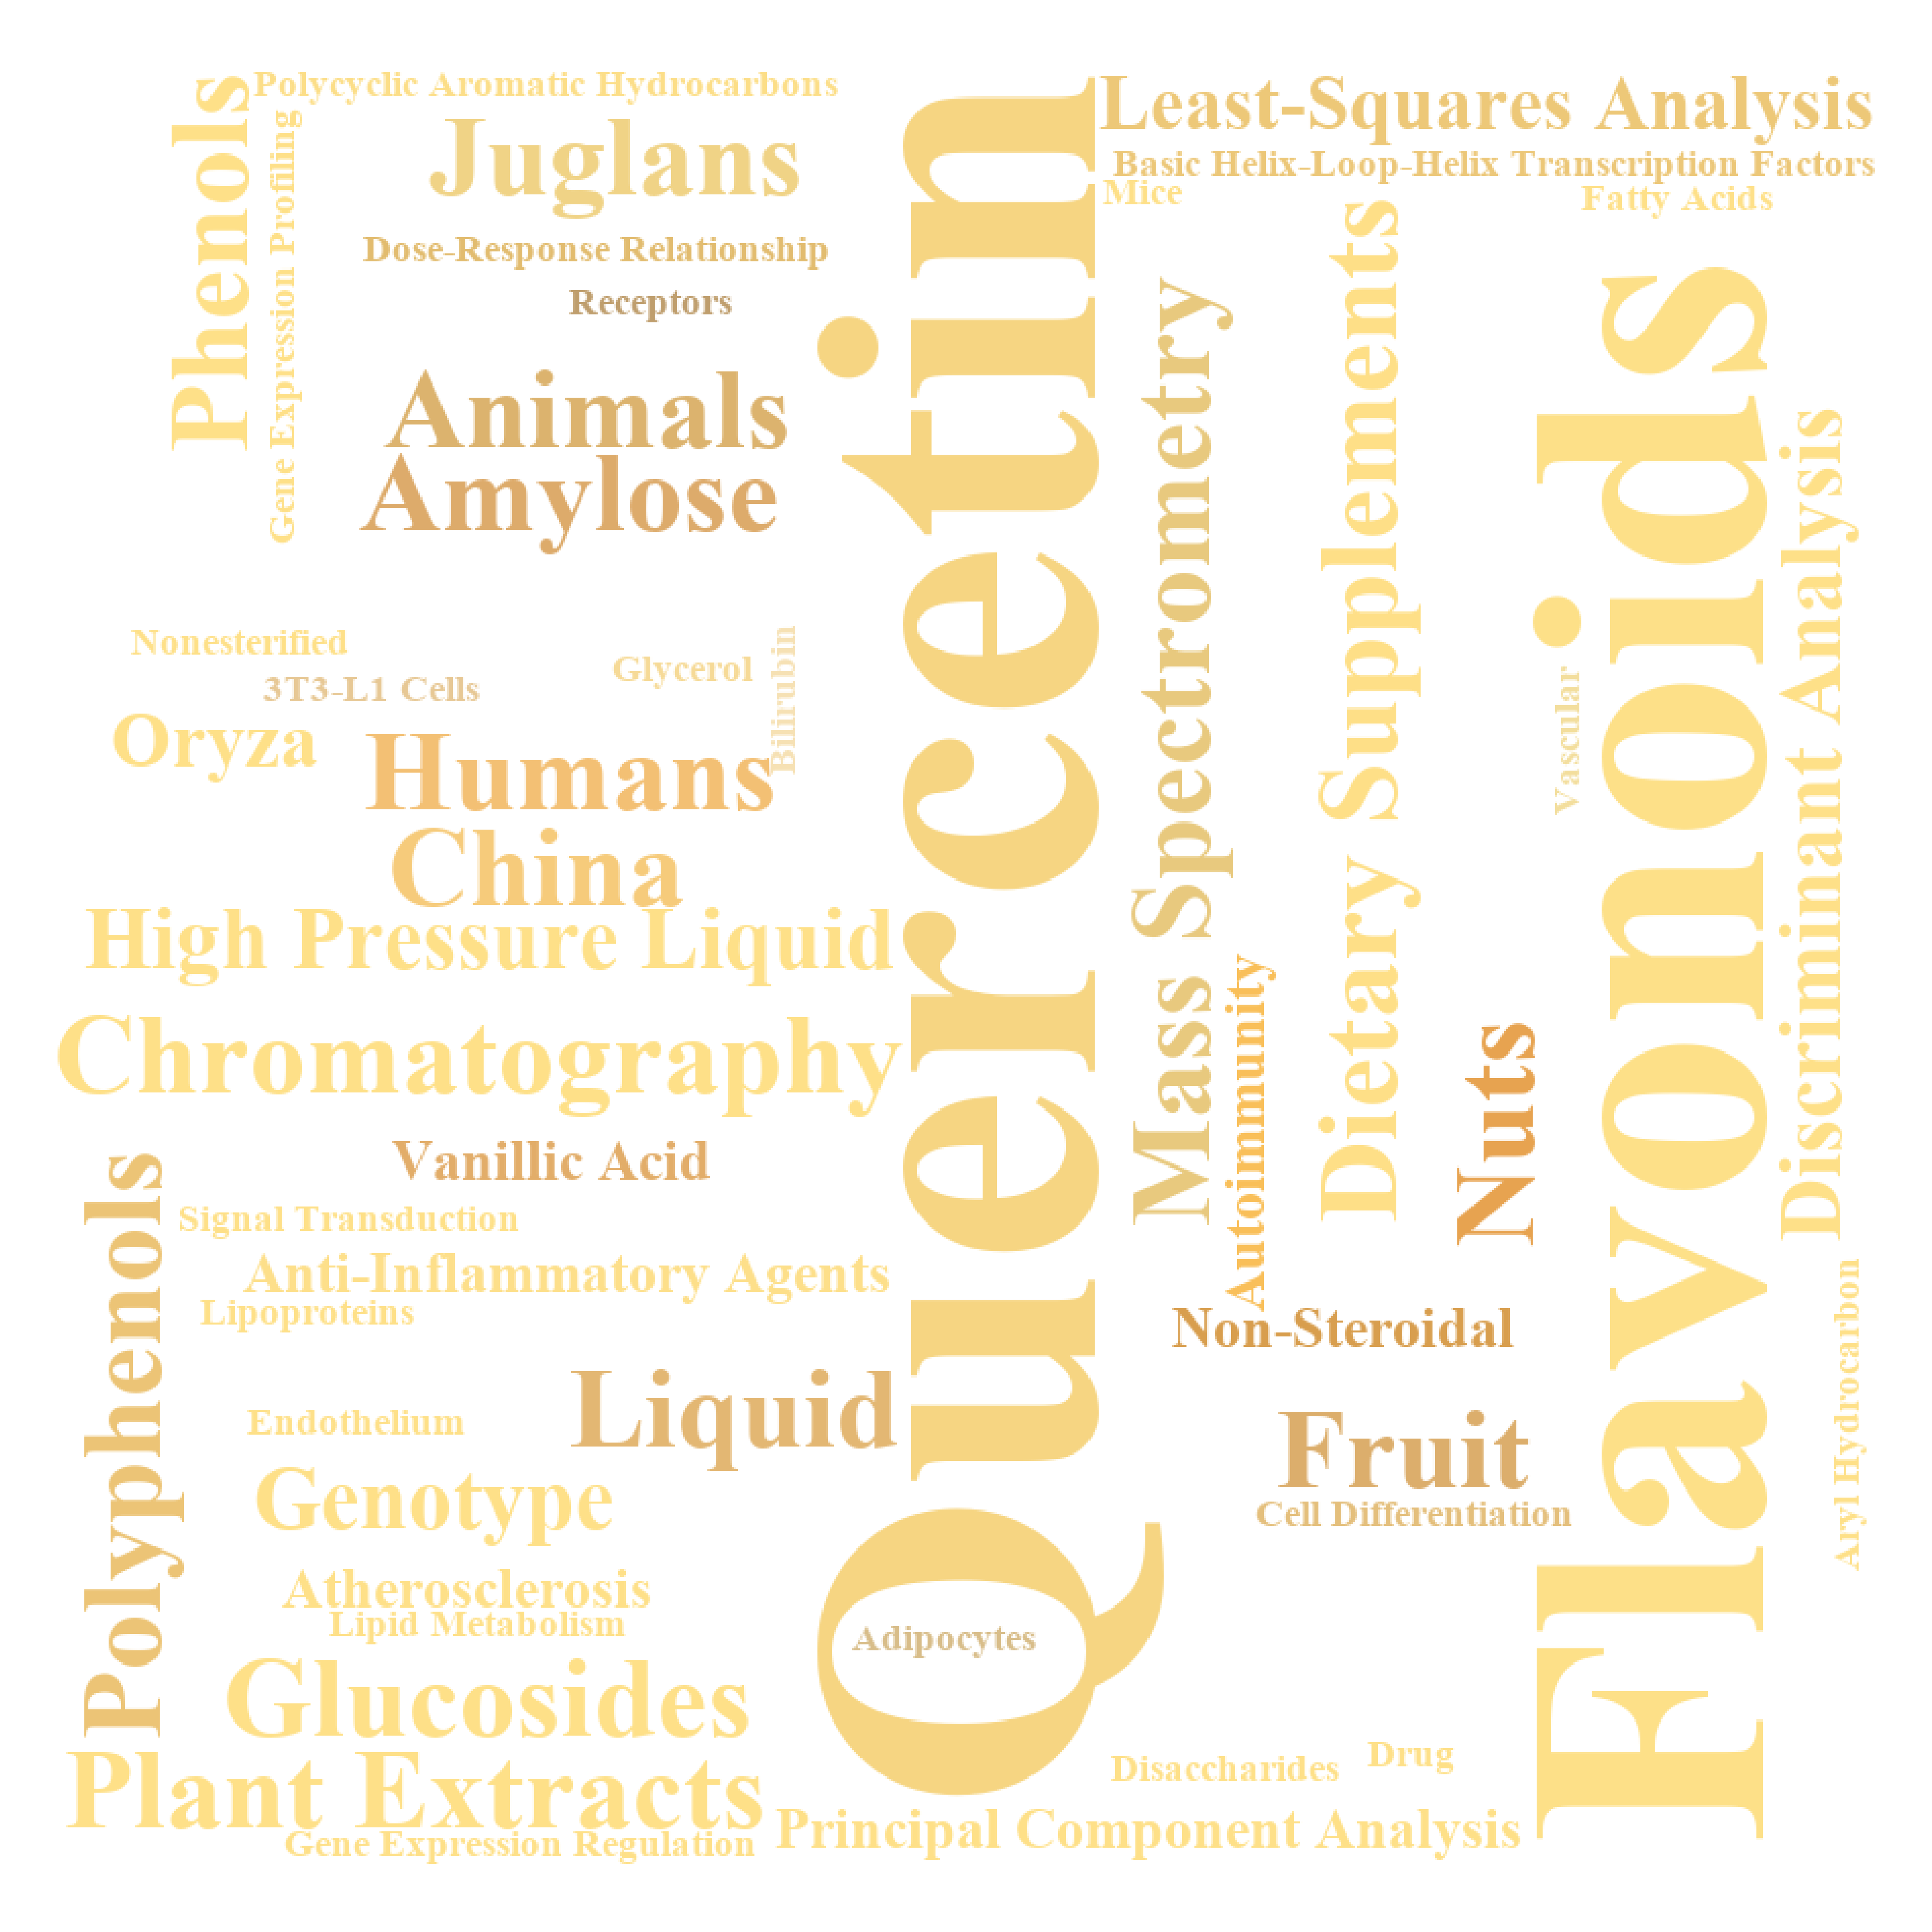 Polycyclic Aromatic Hydrocarbons
Phenols
Gene Expression Profiling
Juglans
Dose-Response Relationship
Receptors
Animals
Amylose
Nonesterified
3T3-L1 Cells
Glycerol
Bilirubin
Oryza
Humans
China
High Pressure Liquid
Chromatography
Vanillic Acid
Polyphenols
Signal Transduction
Anti-Inflammatory Agents
Lipoproteins
Liquid
Endothelium
Genotype
Atherosclerosis
Lipid Metabolism
Glucosides
Plant Extracts
Gene Expression Regulation
Quercetin
Adipocytes
Least-Squares Analysis
Basic Helix-Loop-Helix Transcription Factors
Mice
Fatty Acids
Mass Spectrometry
Dietary Supplements
Autoimmunity
Nuts
Vascular
Flavonoids
Discriminant Analysis
Non-Steroidal
Fruit
Cell Differentiation
Aryl Hydrocarbon
Disaccharides
Drug
Principal Component Analysis